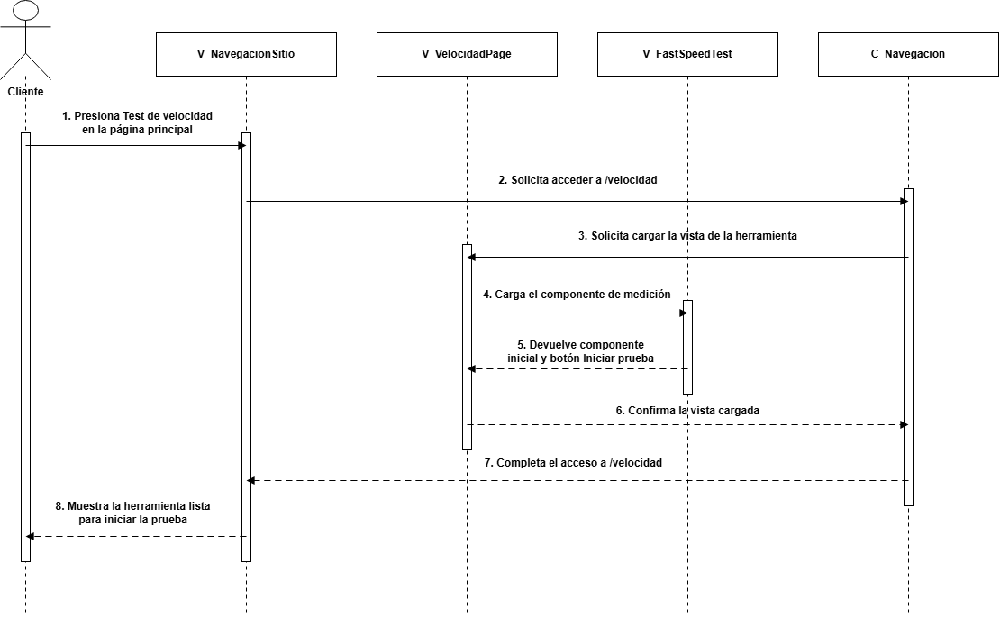 V_NavegacionSitio
V_VelocidadPage
V_FastSpeedTest
C_Navegacion
Cliente
1. Presiona Test de velocidad
en la página principal
2. Solicita acceder a /velocidad
3. Solicita cargar la vista de la herramienta
4. Carga el componente de medición
5. Devuelve componente
inicial y botón Iniciar prueba
6. Confirma la vista cargada
7. Completa el acceso a /velocidad
8. Muestra la herramienta lista
para iniciar la prueba